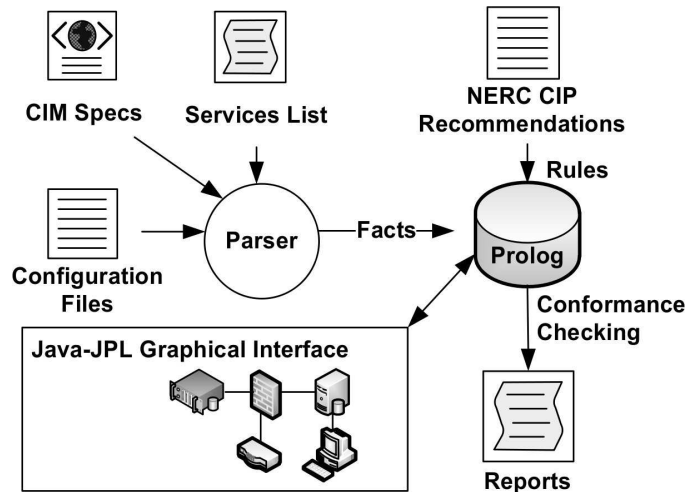 CIM Specs
Services List
NERC CIP
Recommendations
Rules
Configuration
Files
Parser
Facts
Prolog
Conformance
Checking
Java-JPL Graphical Interface
Reports